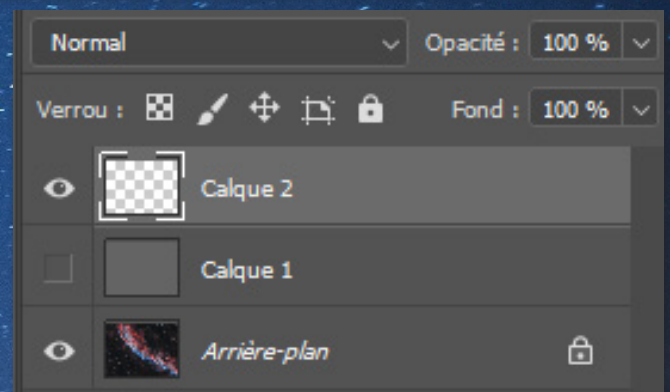 Normal Opacité : 100 %
Verrou : Fond : 100 %
Calque 2
Calque 1
Arrière-plan